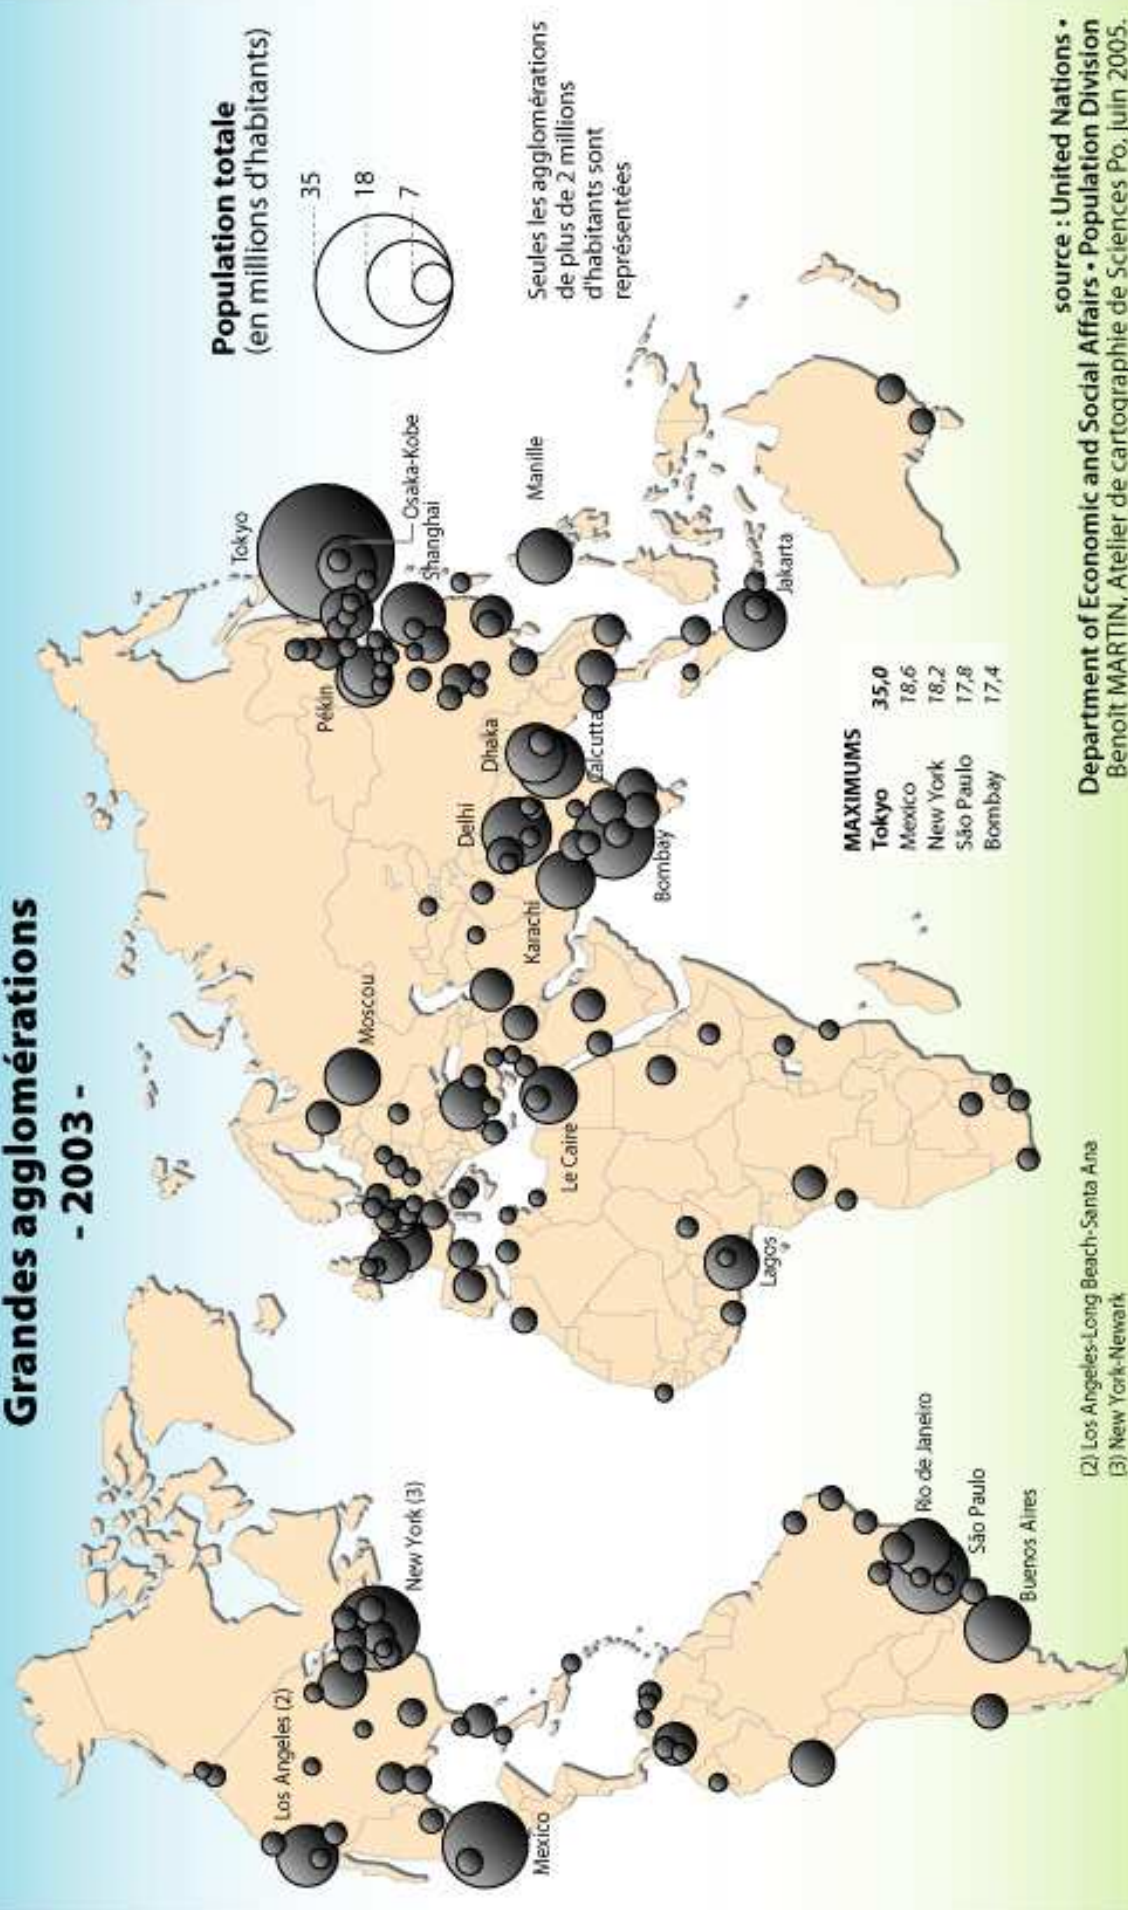 Grandes agglomérations
- 2003 -
Population totale
(en millions d'habitants)
35
18
7
Seules les agglomérations
de plus de 2 millions
d'habitants sont
représentées
Los Angeles (2)
New York (3)
Mexico
Rio de Janeiro
São Paulo
Buenos Aires
Moscou
Le Caire
Lagos
Karachi
Delhi
Dhaka
Calcutta
Bombay
Pékin
Tokyo
Osaka-Kobe
Shanghai
Manille
Jakarta
MAXIMUMS
Tokyo 35,0
Mexico 18,6
New York 18,2
São Paulo 17,8
Bombay 17,4
(2) Los Angeles-Long Beach-Santa Ana
(3) New York-Newark
source : United Nations •
Department of Economic and Social Affairs • Population Division
Benoît MARTIN, Atelier de cartographie de Sciences Po, juin 2005.